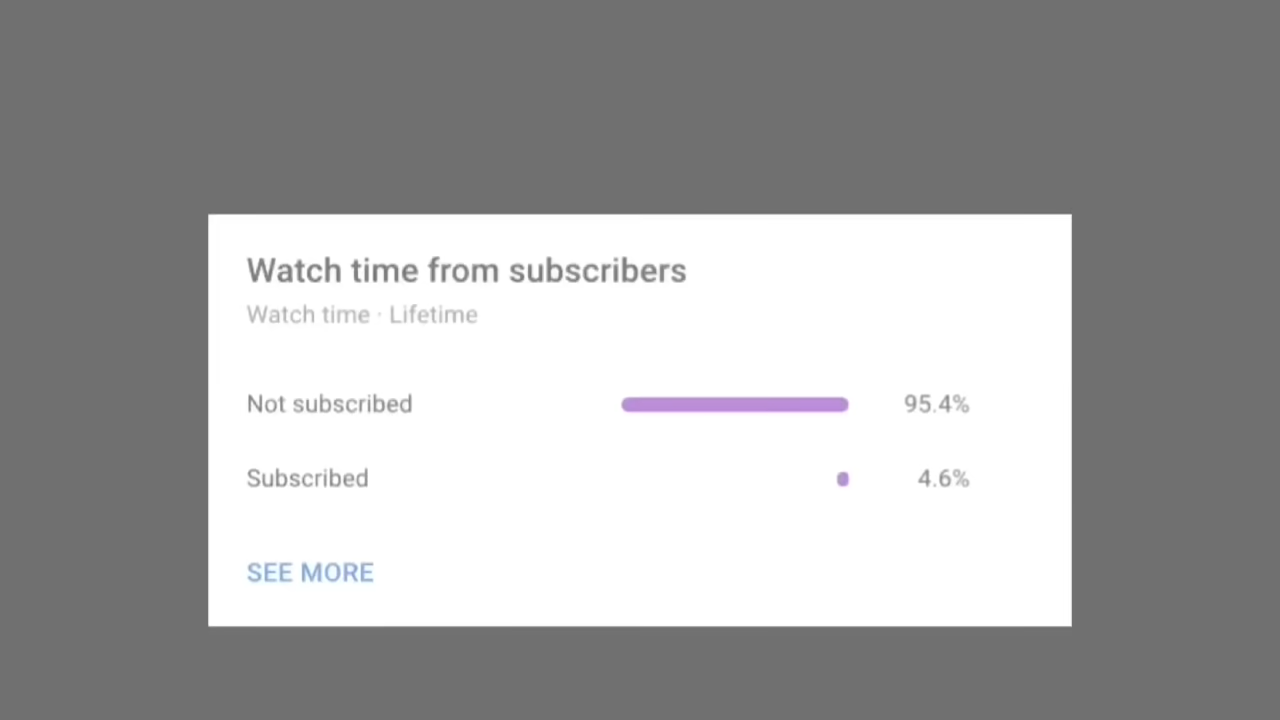 Watch time from subscribers
Watch time · Lifetime
Not subscribed 95.4%
Subscribed 4.6%
SEE MORE